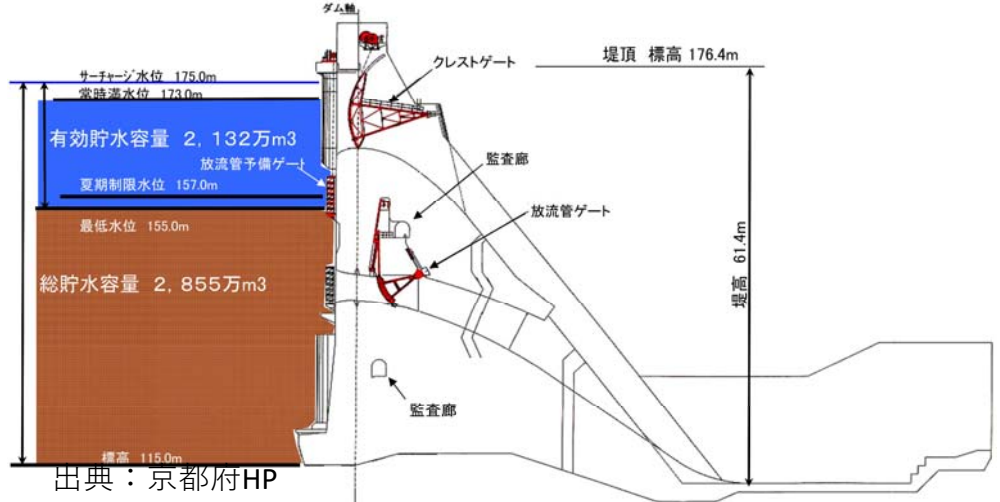 ダム軸
堤頂 標高 176.4m
クレストゲート
サーチャージ水位 175.0m
常時満水位 173.0m
有効貯水容量 2,132万m3
放流管予備ゲート
監査廊
夏期制限水位 157.0m
放流管ゲート
最低水位 155.0m
堤高 61.4m
総貯水容量 2,855万m3
監査廊
標高 115.0m
出典：京都府HP